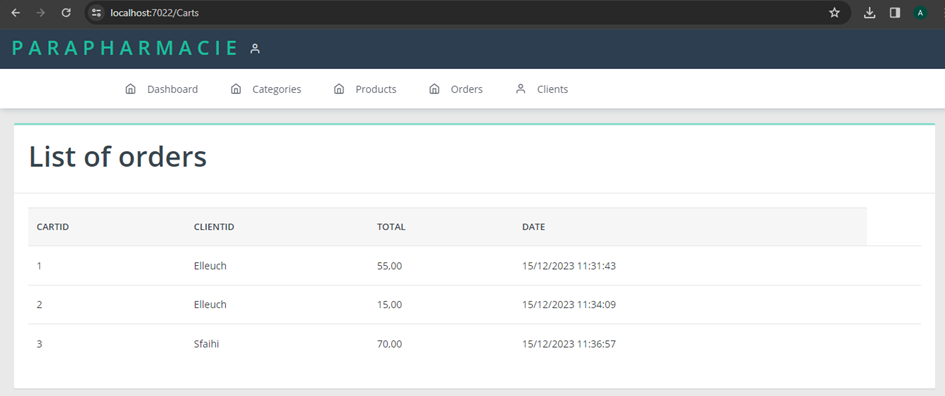 localhost:7022/Carts
A
PARAPHARMACIE
Dashboard Categories Products Orders Clients
List of orders
CARTID CLIENTID TOTAL DATE
1 Elleuch 55,00 15/12/2023 11:31:43
2 Elleuch 15,00 15/12/2023 11:34:09
3 Sfaihi 70,00 15/12/2023 11:36:57